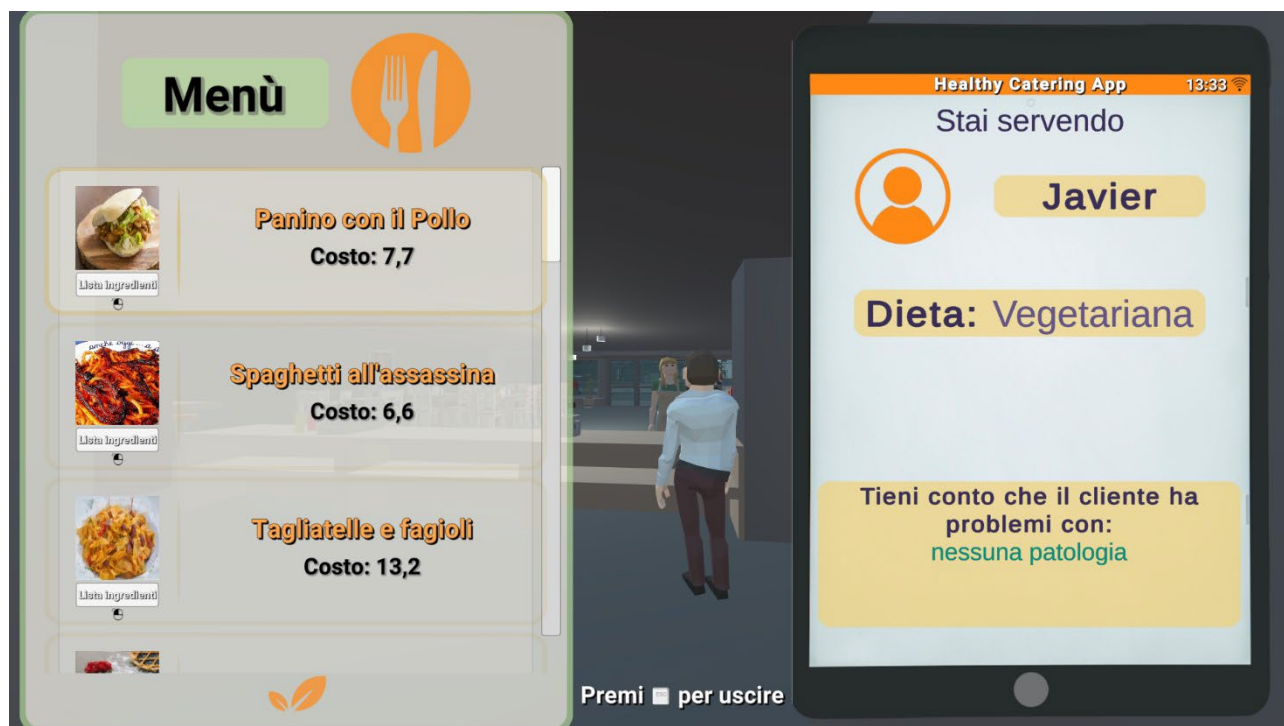 Menù
Panino con il Pollo
Costo: 7,7
Lista ingredienti
Spaghetti all'assassina
Costo: 6,6
Lista ingredienti
Tagliatelle e fagioli
Costo: 13,2
Lista ingredienti
Premi per uscire
Healthy Catering App 13:33
Stai servendo
Javier
Dieta: Vegetariana
Tieni conto che il cliente ha
problemi con:
nessuna patologia